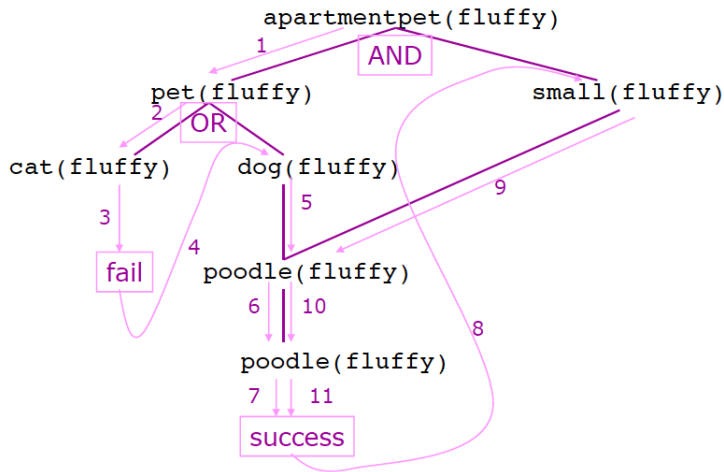 apartmentpet(fluffy)
1
AND
pet(fluffy)
small(fluffy)
2
OR
cat(fluffy)
dog(fluffy)
9
3
5
4
fail
poodle(fluffy)
6
10
8
poodle(fluffy)
7
11
success